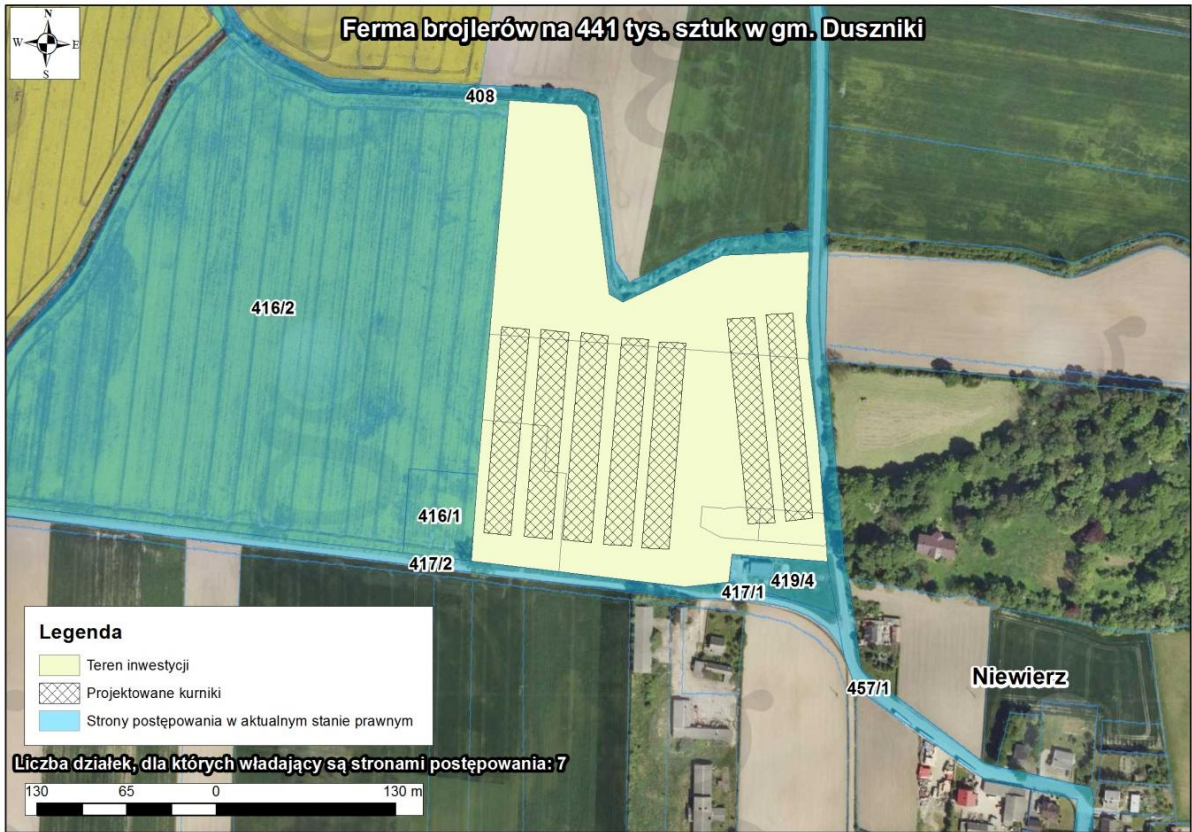 Ferma brojlerów na 441 tys. sztuk w gm. Duszniki
N
W E
S
408
416/2
416/1
417/2
417/1
419/4
457/1
Niewierz
Legenda
Teren inwestycji
Projektowane kurniki
Strony postępowania w aktualnym stanie prawnym
Liczba działek, dla których władający są stronami postępowania: 7
130 65 0 130 m